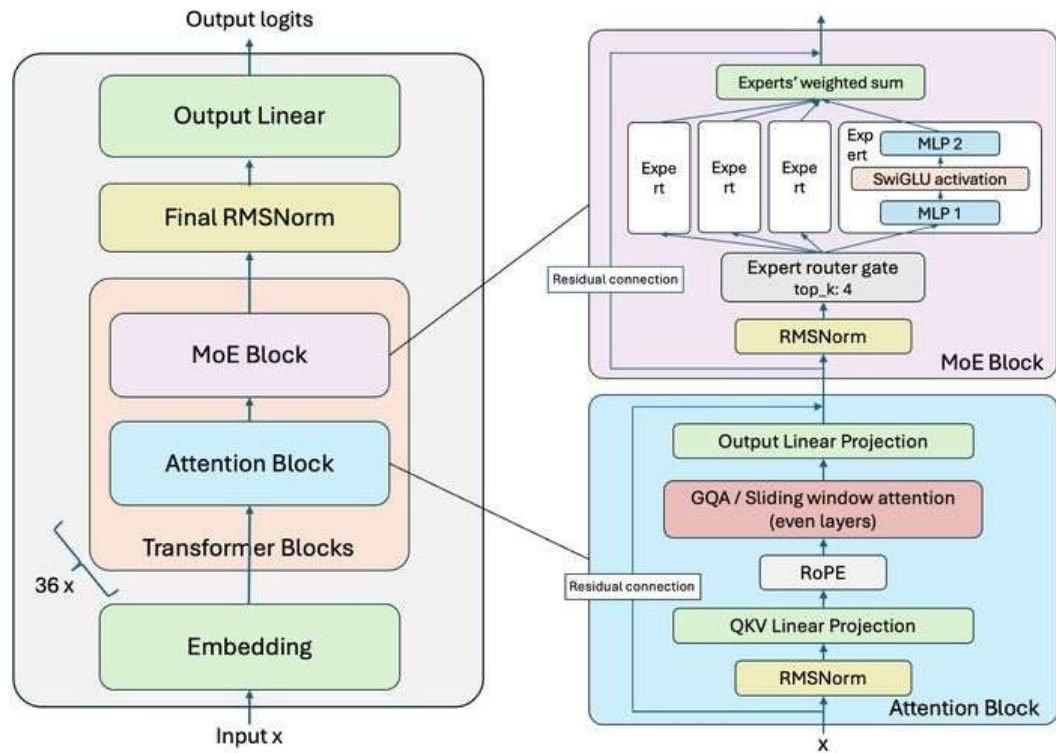 Output logits
Output Linear
Final RMSNorm
MoE Block
Attention Block
Transformer Blocks
36 x
Embedding
Input x
Experts' weighted sum
Expe
rt
Expe
rt
Expe
rt
Exp
ert
MLP 2
SwiGLU activation
MLP 1
Expert router gate
top_k: 4
Residual connection
RMSNorm
MoE Block
Output Linear Projection
GQA / Sliding window attention
(even layers)
Residual connection
RoPE
QKV Linear Projection
RMSNorm
Attention Block
x